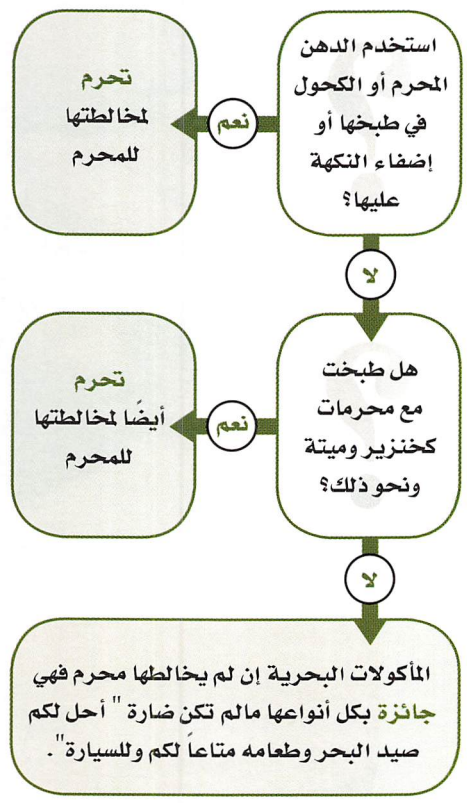 استخدم الدهن
المحرم أو الكحول
في طبخها أو
إضفاء النكهة
عليها؟
نعم
تحرم
لمخالطتها
للمحرم
لا
هل طبخت
مع محرمات
كخنزير وميتة
ونحو ذلك؟
نعم
تحرم
أيضًا لمخالطتها
للمحرم
لا
المأكولات البحرية إن لم يخالطها محرم فهي
جائزة بكل أنواعها مالم تكن ضارة " أحل لكم
صيد البحر وطعامه متاعاً لكم وللسيارة".